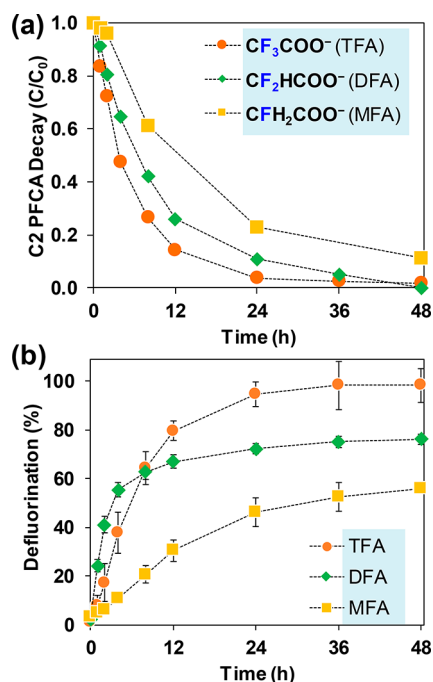 (a)
C2 PFCA Decay (C/C₀)
1.0
0.8
0.6
0.4
0.2
0.0
CF₃COO⁻ (TFA)
CF₂HCOO⁻ (DFA)
CFH₂COO⁻ (MFA)
0 12 24 36 48
Time (h)
(b)
Defluorination (%)
100
80
60
40
20
0
TFA
DFA
MFA
0 12 24 36 48
Time (h)